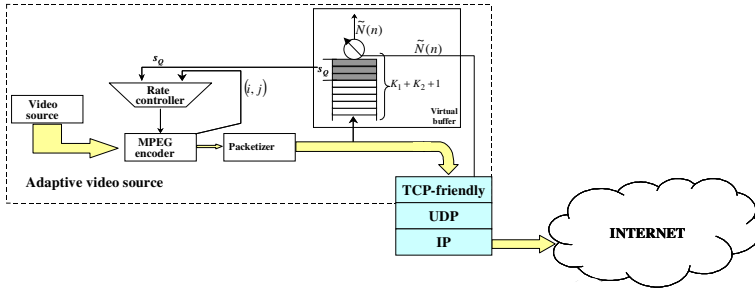 Ñ(n)
Ñ(n)
s_Q
s_Q
(i, j)
K₁ + K₂ + 1
Rate
controller
Video
source
Virtual
buffer
MPEG
encoder
Packetizer
Adaptive video source
TCP-friendly
UDP
IP
INTERNET